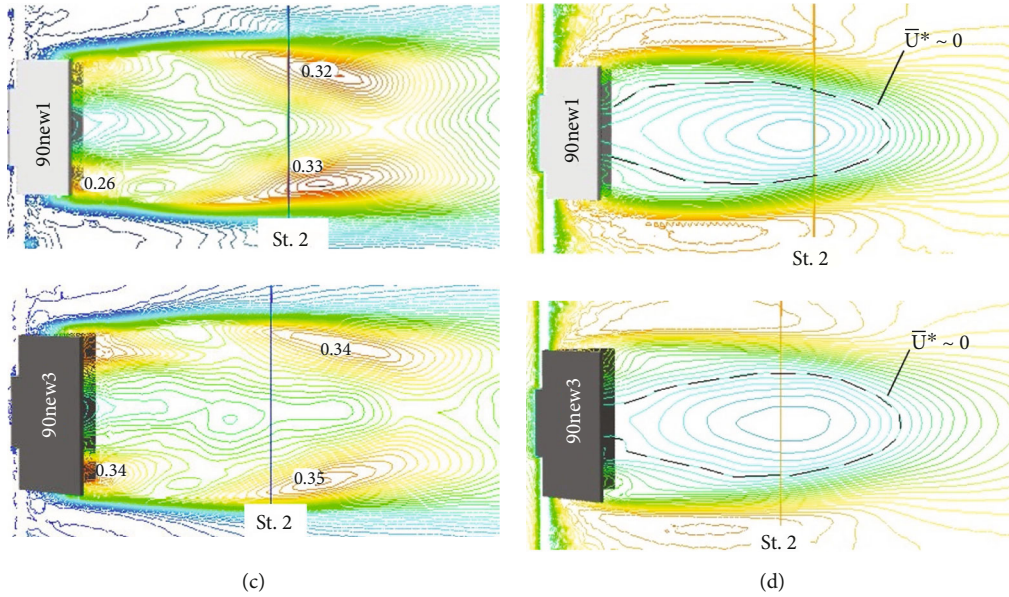 90new1
0.32
0.33
0.26
St. 2
90new1
U̅* ~ 0
St. 2
90new3
0.34
0.34
0.35
St. 2
90new3
U̅* ~ 0
St. 2
(c)
(d)